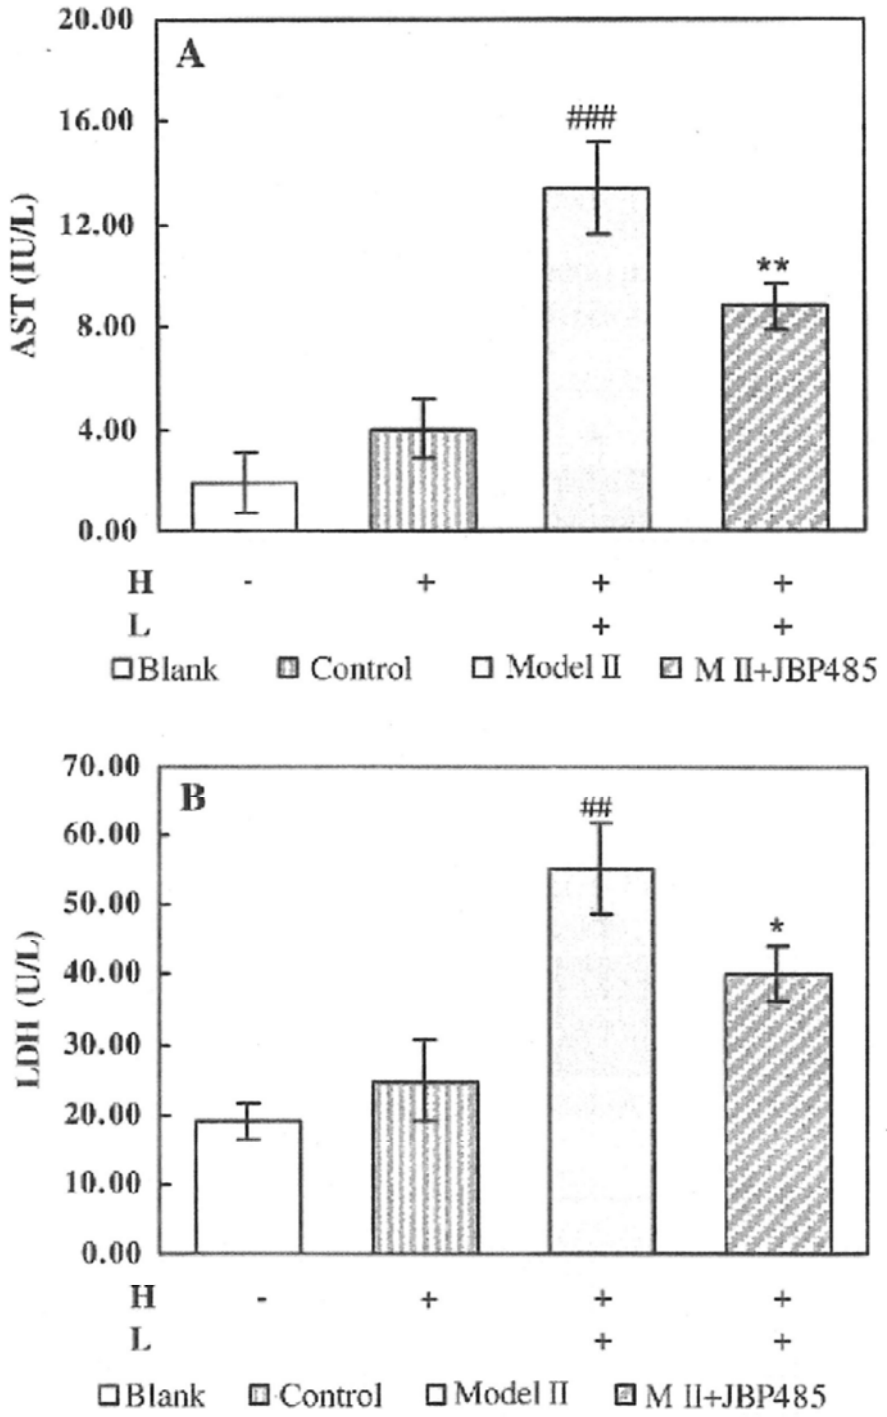 20.00
A
16.00
###
12.00
**
8.00
4.00
0.00
AST (IU/L)
H - + + +
L + +
Blank Control Model II M II+JBP485
70.00
B
60.00
##
50.00
*
40.00
30.00
20.00
10.00
0.00
LDH (U/L)
H - + + +
L + +
Blank Control Model II M II+JBP485